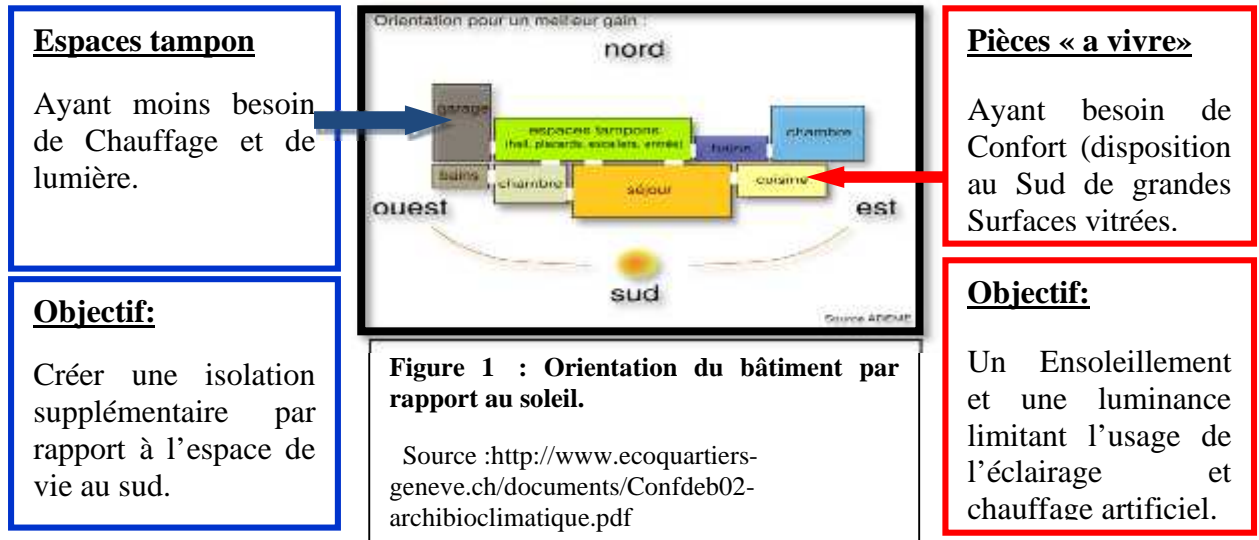 Espaces tampon
Ayant moins besoin
de Chauffage et de
lumière.
Objectif:
Créer une isolation
supplémentaire par
rapport à l’espace de
vie au sud.
Orientation pour un meilleur gain :
nord
garage
espaces tampons
(hall, placards, escaliers, entrée)
bains
chambre
bains
chambre
séjour
cuisine
ouest
est
sud
Source ADEME
Figure 1 : Orientation du bâtiment par
rapport au soleil.
Source :http://www.ecoquartiers-
geneve.ch/documents/Confdeb02-
archibioclimatique.pdf
Pièces « a vivre»
Ayant besoin de
Confort (disposition
au Sud de grandes
Surfaces vitrées.
Objectif:
Un Ensoleillement
et une luminance
limitant l’usage de
l’éclairage et
chauffage artificiel.